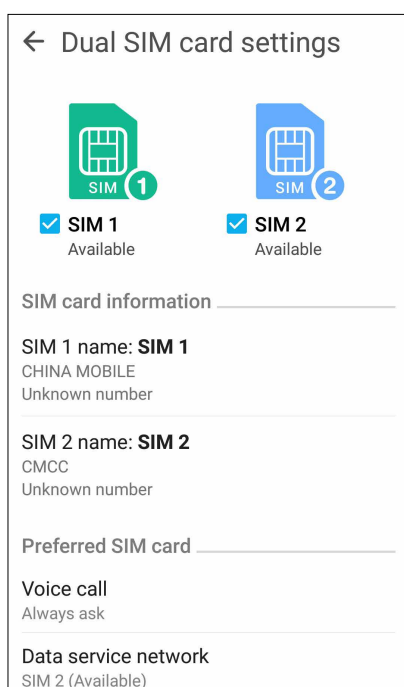 Dual SIM card settings
SIM 1
SIM 2
SIM 1
SIM 2
Available
Available
SIM card information
SIM 1 name: SIM 1
CHINA MOBILE
Unknown number
SIM 2 name: SIM 2
CMCC
Unknown number
Preferred SIM card
Voice call
Always ask
Data service network
SIM 2 (Available)